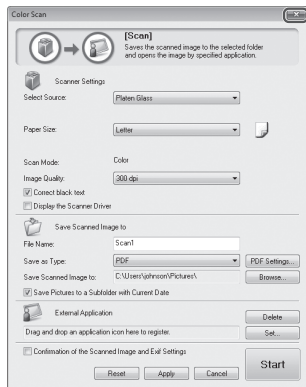 Color Scan
[Scan]
Saves the scanned image to the selected folder
and opens the image by specified application.
Scanner Settings
Select Source: Platen Glass
Paper Size: Letter
Scan Mode: Color
Image Quality: 300 dpi
Correct black text
Display the Scanner Driver
Save Scanned Image to
File Name: Scan1
Save as Type: PDF PDF Settings...
Save Scanned Image to: C:\Users\johnson\Pictures\ Browse...
Save Pictures to a Subfolder with Current Date
External Application Delete
Drag and drop an application icon here to register. Set...
Confirmation of the Scanned Image and Exif Settings
Reset Apply Cancel Start